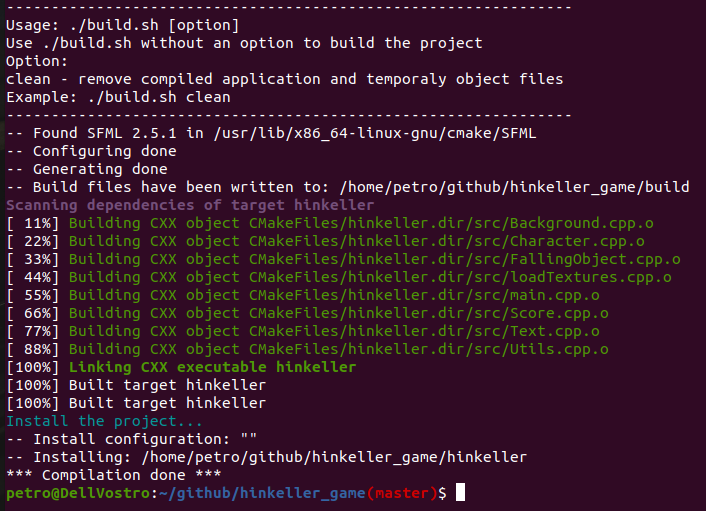 ---------------------------------------------------------------
Usage: ./build.sh [option]
Use ./build.sh without an option to build the project
Option:
clean - remove compiled application and temporaly object files
Example: ./build.sh clean
---------------------------------------------------------------
-- Found SFML 2.5.1 in /usr/lib/x86_64-linux-gnu/cmake/SFML
-- Configuring done
-- Generating done
-- Build files have been written to: /home/petro/github/hinkeller_game/build
Scanning dependencies of target hinkeller
[ 11%] Building CXX object CMakeFiles/hinkeller.dir/src/Background.cpp.o
[ 22%] Building CXX object CMakeFiles/hinkeller.dir/src/Character.cpp.o
[ 33%] Building CXX object CMakeFiles/hinkeller.dir/src/FallingObject.cpp.o
[ 44%] Building CXX object CMakeFiles/hinkeller.dir/src/loadTextures.cpp.o
[ 55%] Building CXX object CMakeFiles/hinkeller.dir/src/main.cpp.o
[ 66%] Building CXX object CMakeFiles/hinkeller.dir/src/Score.cpp.o
[ 77%] Building CXX object CMakeFiles/hinkeller.dir/src/Text.cpp.o
[ 88%] Building CXX object CMakeFiles/hinkeller.dir/src/Utils.cpp.o
[100%] Linking CXX executable hinkeller
[100%] Built target hinkeller
[100%] Built target hinkeller
Install the project...
-- Install configuration: ""
-- Installing: /home/petro/github/hinkeller_game/hinkeller
*** Compilation done ***
petro@DellVostro:~/github/hinkeller_game(master)$